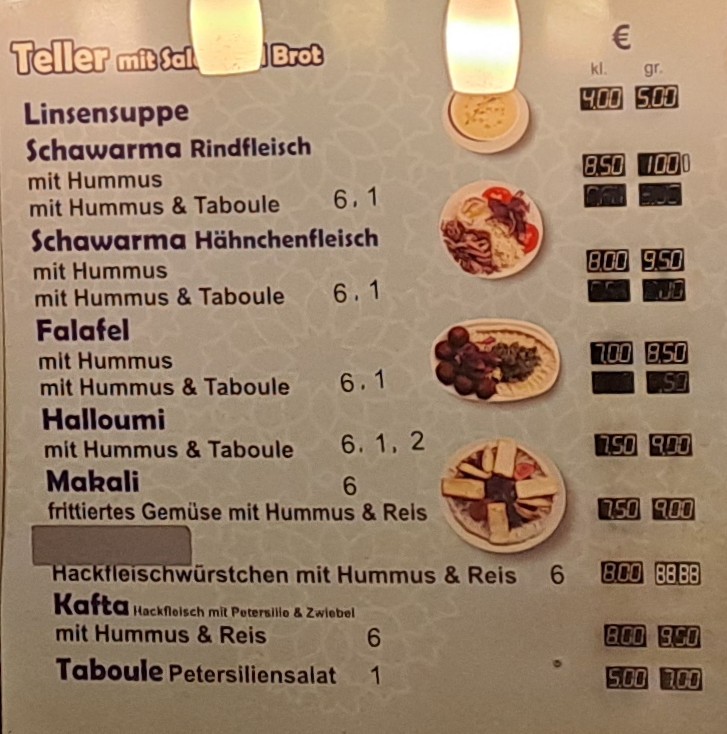 Teller mit Brot €
kl. gr.
Linsensuppe 4.00 5.00
Schawarma Rindfleisch
mit Hummus 8.50
mit Hummus & Taboule 6, 1
Schawarma Hähnchenfleisch
mit Hummus 8.00 9.50
mit Hummus & Taboule 6, 1
Falafel
mit Hummus 7.00 8.50
mit Hummus & Taboule 6, 1
Halloumi
mit Hummus & Taboule 6, 1, 2 7.50 9.00
Makali 6
frittiertes Gemüse mit Hummus & Reis 7.50 9.00
Hackfleischwürstchen mit Hummus & Reis 6 8.00
Kafta Hackfleisch mit Petersilie & Zwiebel
mit Hummus & Reis 6 8.00 9.50
Taboule Petersiliensalat 1 5.00 7.00